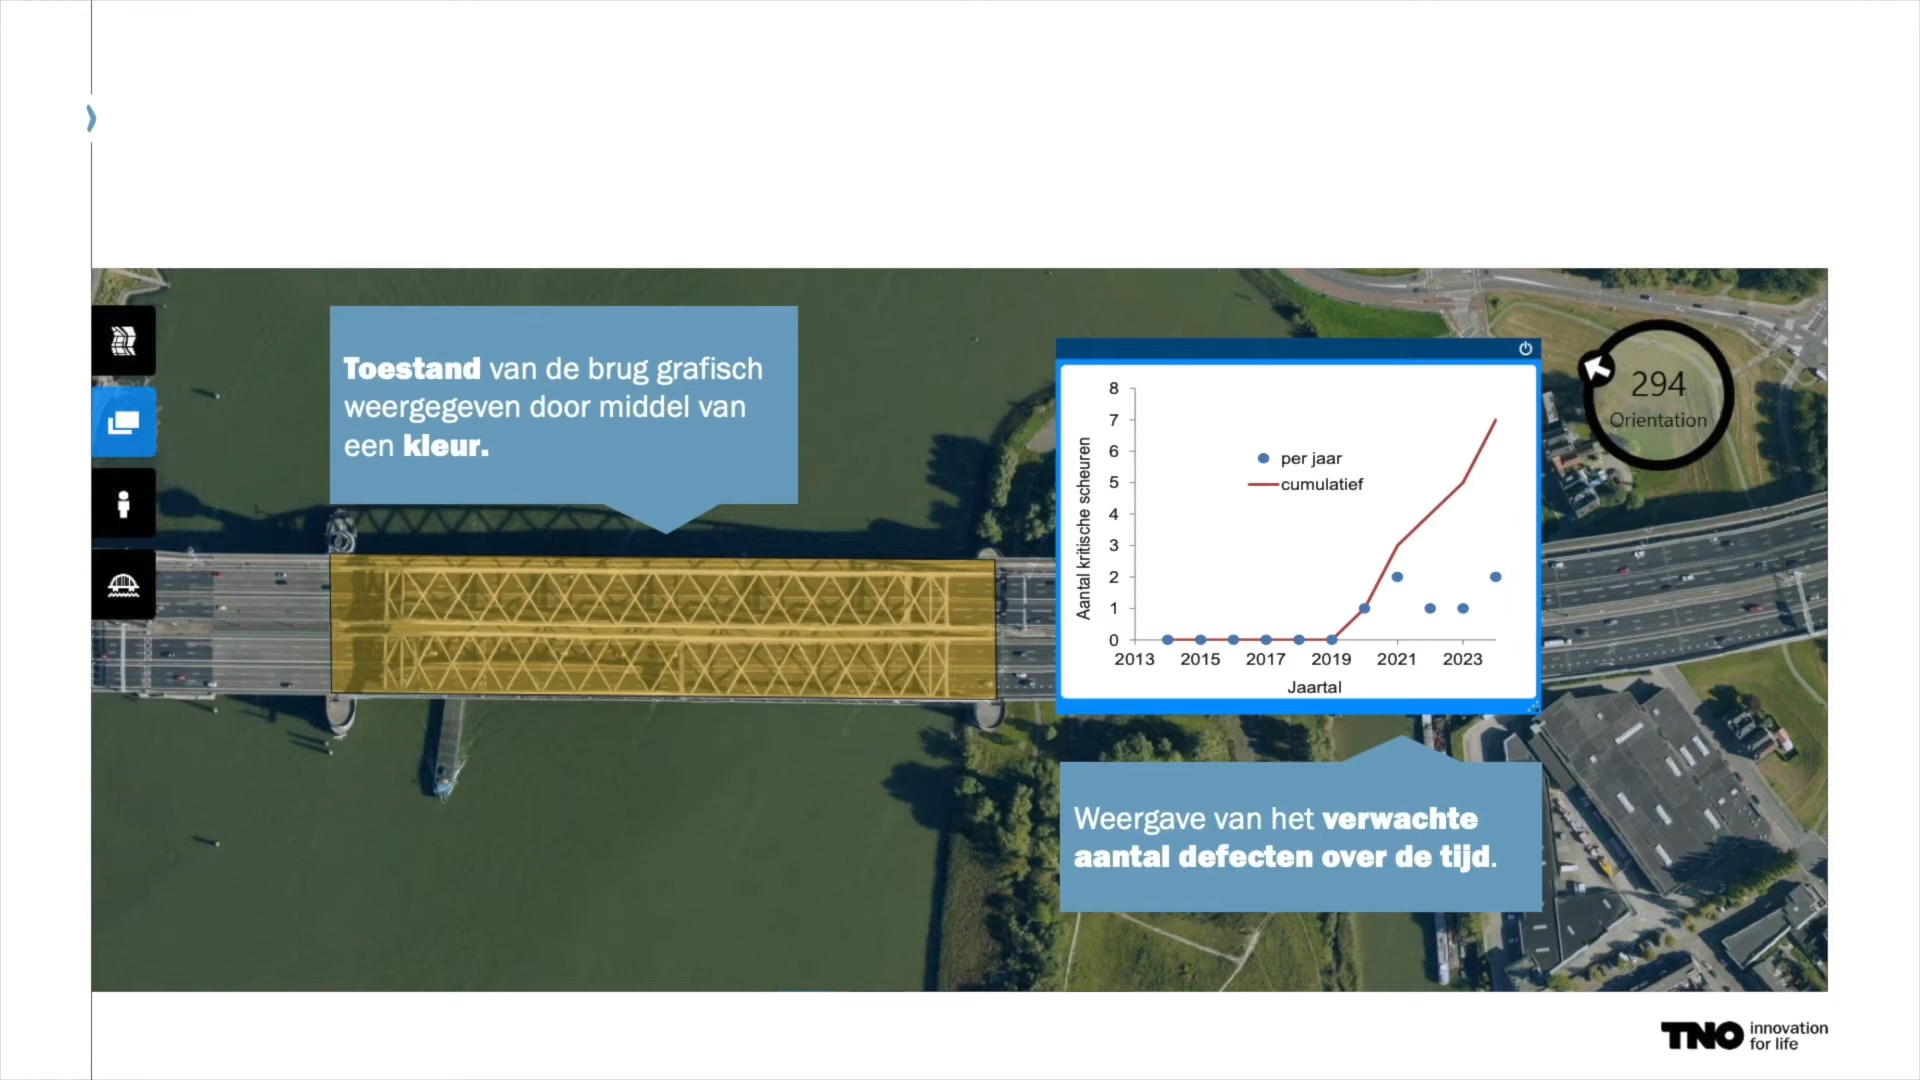 Toestand van de brug grafisch
weergegeven door middel van
een kleur.
8
7
6
5
4
3
2
1
0
Aantal kritische scheuren
per jaar
cumulatief
2013 2015 2017 2019 2021 2023
Jaartal
294
Orientation
Weergave van het verwachte
aantal defecten over de tijd.
TNO innovation
for life